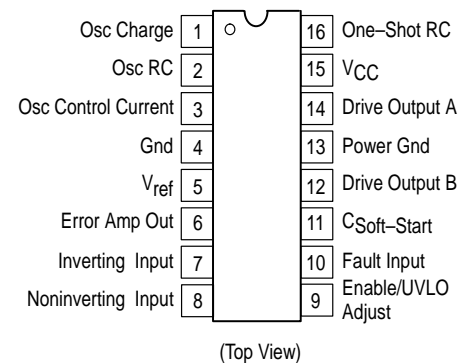 Osc Charge 1 16 One–Shot RC
Osc RC 2 15 VCC
Osc Control Current 3 14 Drive Output A
Gnd 4 13 Power Gnd
Vref 5 12 Drive Output B
Error Amp Out 6 11 CSoft–Start
Inverting Input 7 10 Fault Input
Noninverting Input 8 9 Enable/UVLO
Adjust
(Top View)